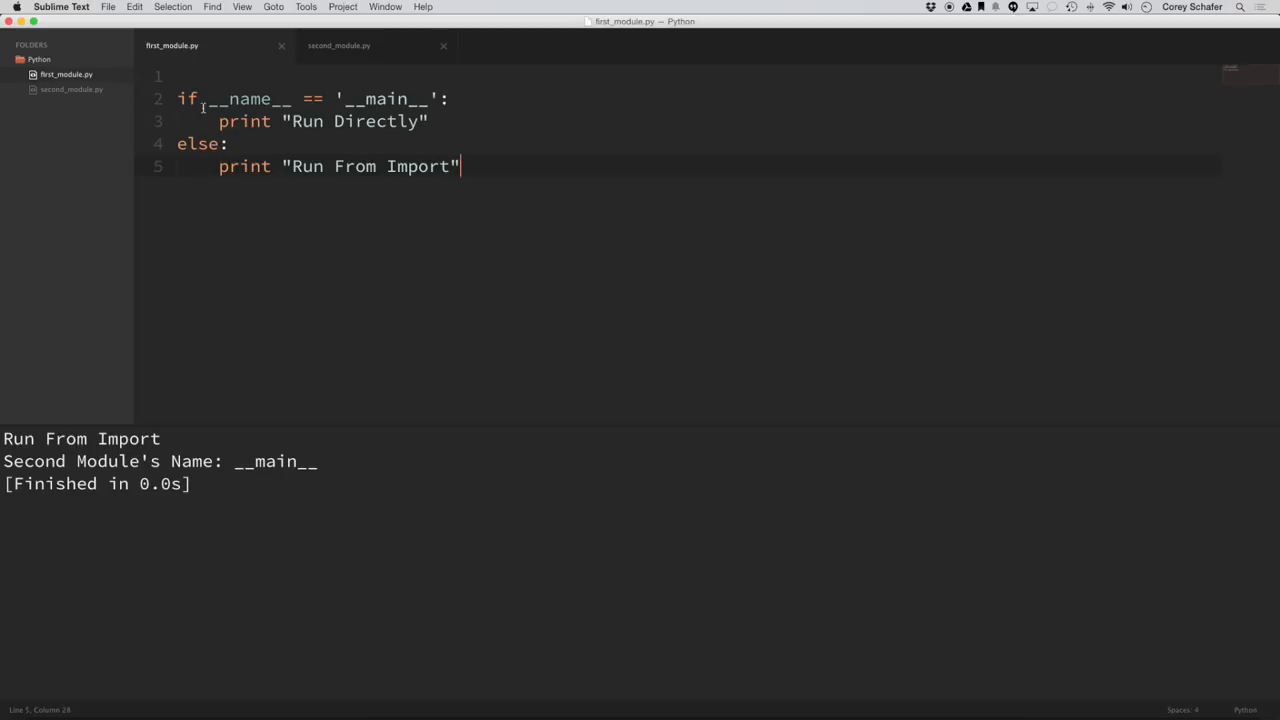 Sublime Text File Edit Selection Find View Goto Tools Project Window Help Corey Schafer
first_module.py — Python
FOLDERS
Python
first_module.py
second_module.py
first_module.py second_module.py
1
2 if __name__ == '__main__':
3 print "Run Directly"
4 else:
5 print "Run From Import"
Run From Import
Second Module's Name: __main__
[Finished in 0.0s]
Line 5, Column 28 Spaces: 4 Python